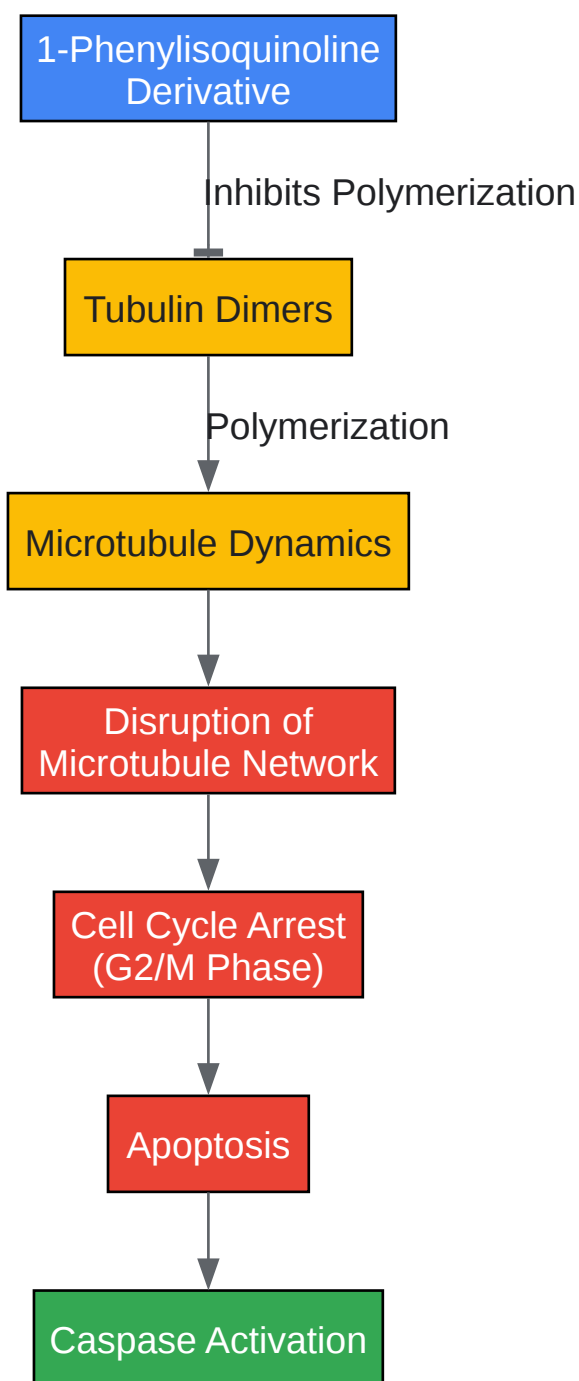 1-Phenylisoquinoline
Derivative
Inhibits Polymerization
Tubulin Dimers
Polymerization
Microtubule Dynamics
Disruption of
Microtubule Network
Cell Cycle Arrest
(G2/M Phase)
Apoptosis
Caspase Activation